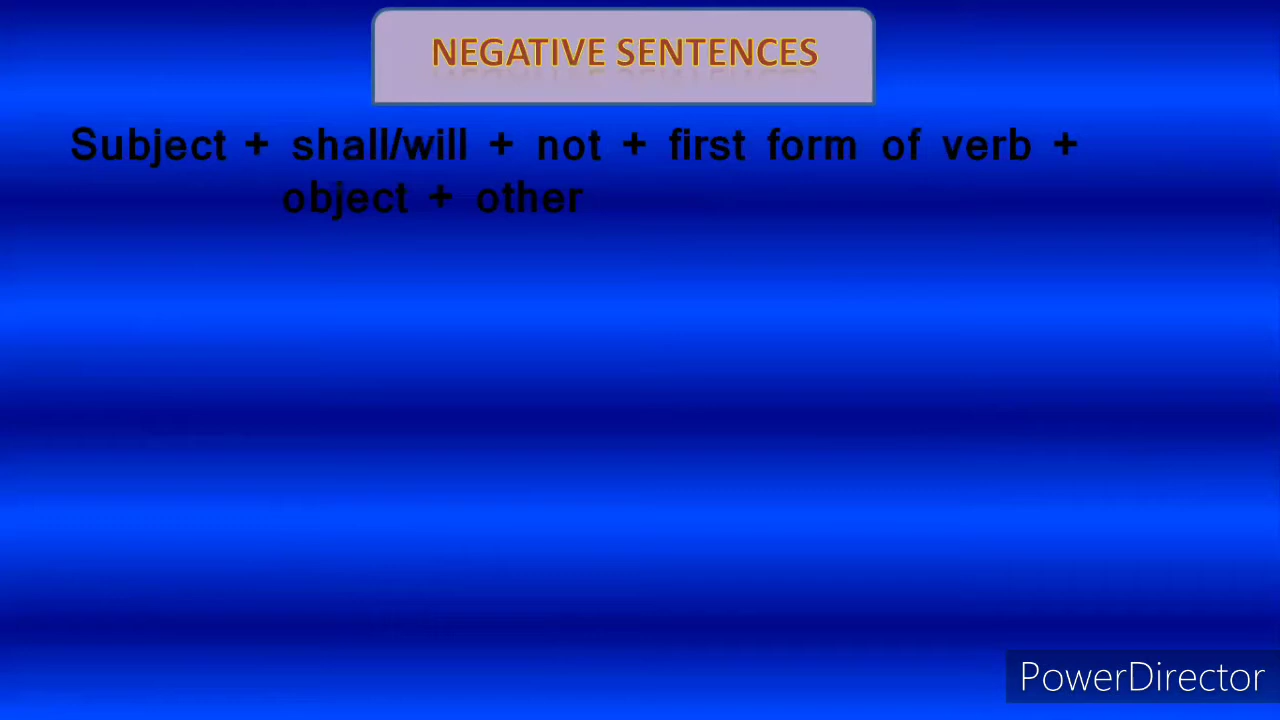 NEGATIVE SENTENCES
Subject + shall/will + not + first form of verb +
object + other
PowerDirector